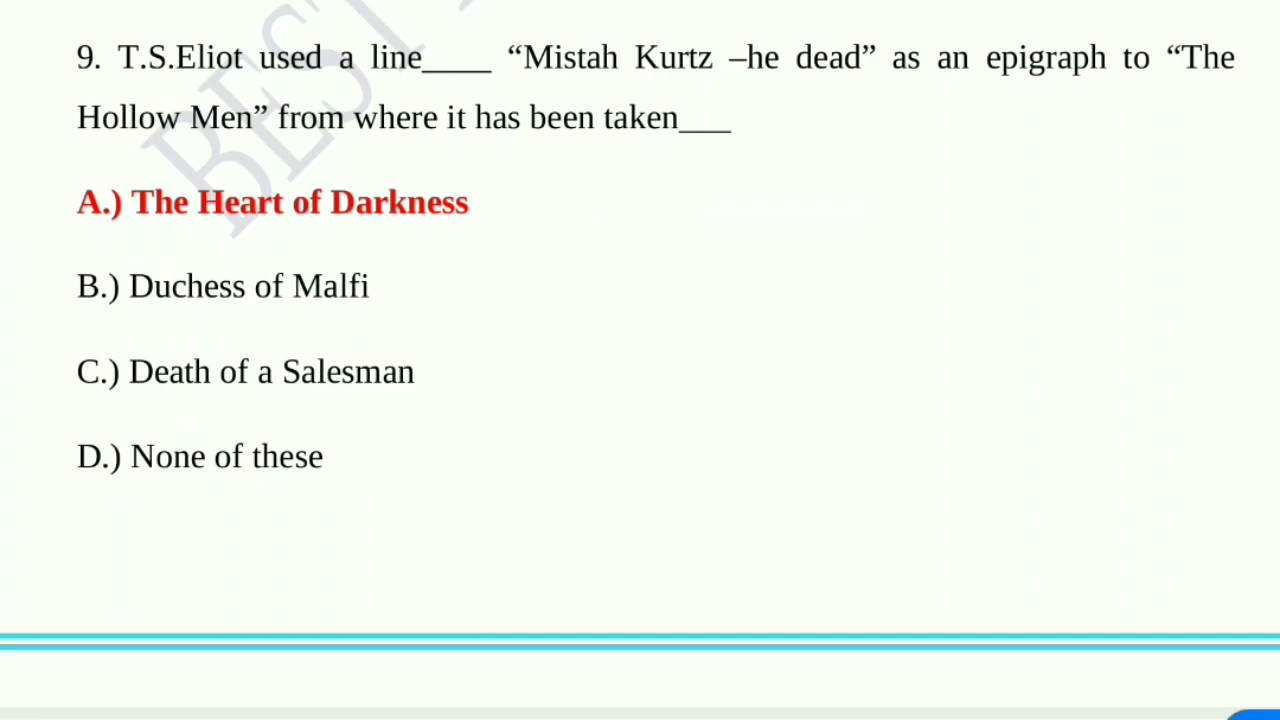 9. T.S.Eliot used a line____ “Mistah Kurtz –he dead” as an epigraph to “The
Hollow Men” from where it has been taken___
A.) The Heart of Darkness
B.) Duchess of Malfi
C.) Death of a Salesman
D.) None of these
BEST